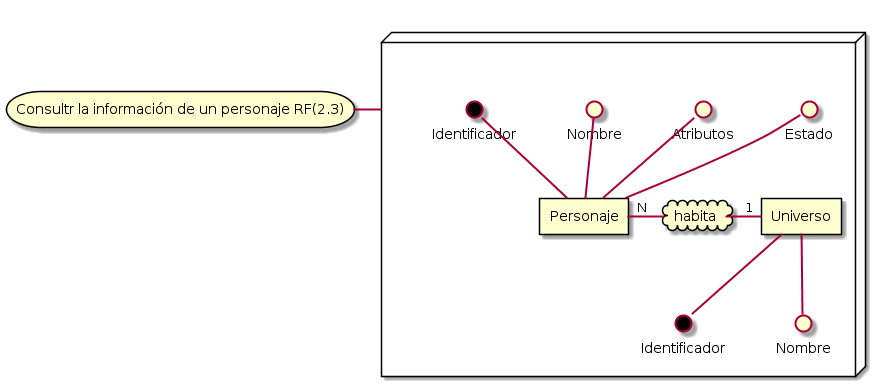 Consultr la información de un personaje RF(2.3)
Identificador
Nombre
Atributos
Estado
Personaje
N
habita
1
Universo
Identificador
Nombre